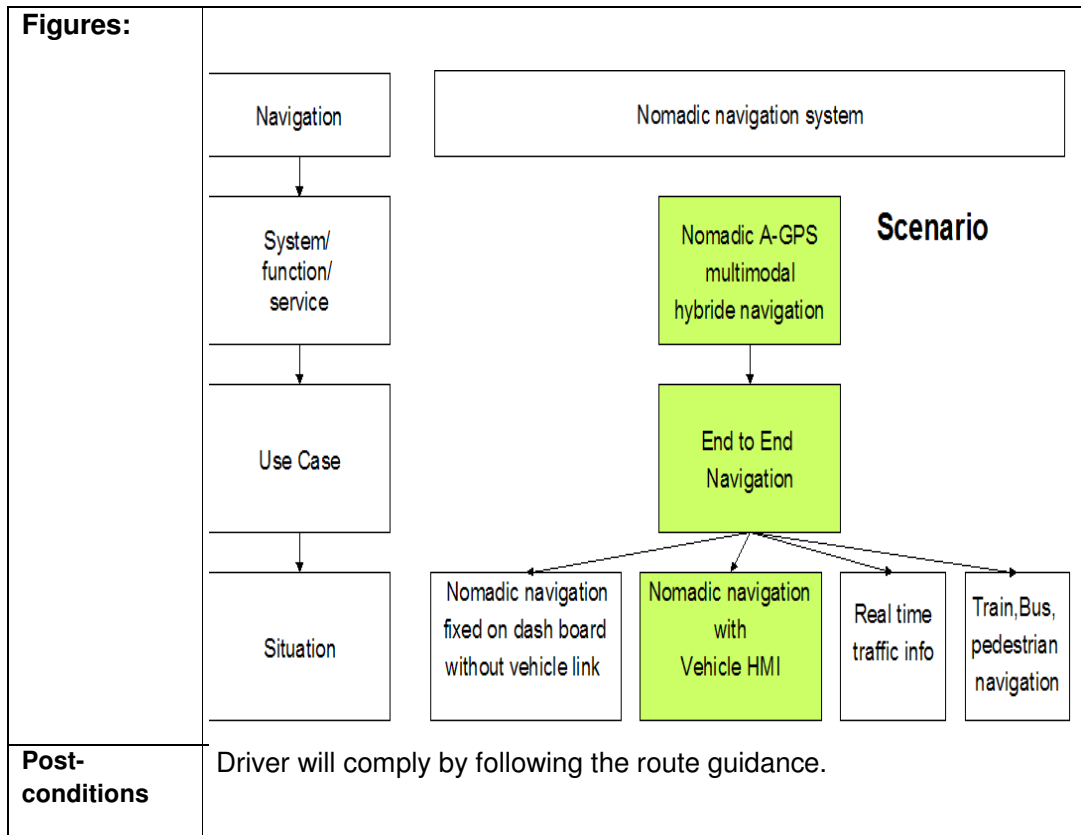 Figures:
Navigation
Nomadic navigation system
System/
function/
service
Nomadic A-GPS
multimodal
hybride navigation
Scenario
Use Case
End to End
Navigation
Situation
Nomadic navigation
fixed on dash board
without vehicle link
Nomadic navigation
with
Vehicle HMI
Real time
traffic info
Train,Bus,
pedestrian
navigation
Post-
conditions
Driver will comply by following the route guidance.